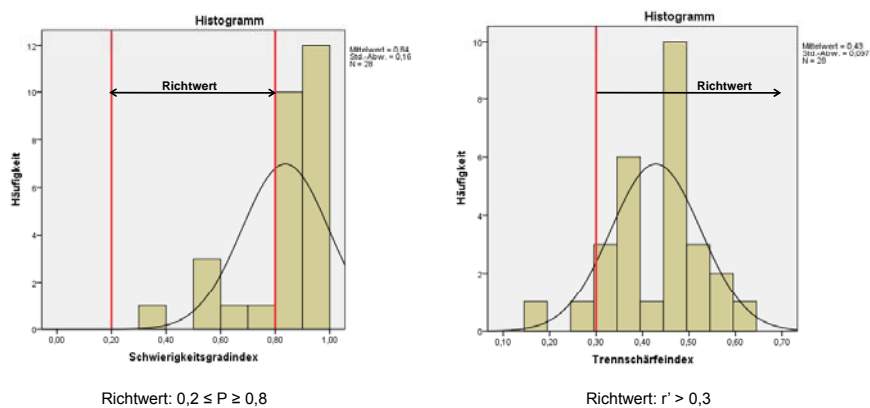 Histogramm
Mittelwert = 0,84
Std.-Abw. = 0,16
N = 28
12
10
8
6
4
2
0
Richtwert
Häufigkeit
0,00 0,20 0,40 0,60 0,80 1,00
Schwierigkeitsgradindex
Richtwert: 0,2 ≤ P ≥ 0,8
Histogramm
Mittelwert = 0,43
Std.-Abw. = 0,097
N = 28
10
8
6
4
2
0
Richtwert
Häufigkeit
0,10 0,20 0,30 0,40 0,50 0,60 0,70
Trennschärfeindex
Richtwert: r’ > 0,3